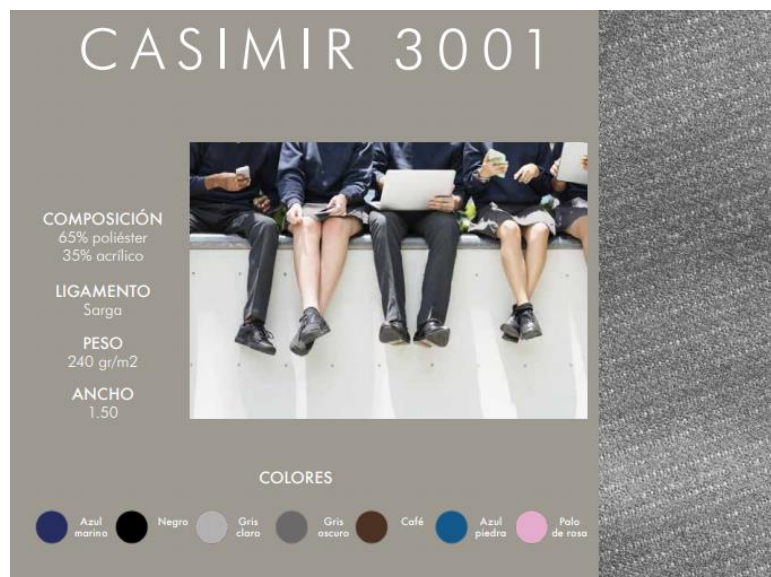 CASIMIR 3001
COMPOSICIÓN
65% poliéster
35% acrílico
LIGAMENTO
Sarga
PESO
240 gr/m2
ANCHO
1.50
COLORES
Azul
marino
Negro
Gris
claro
Gris
oscuro
Café
Azul
piedra
Palo
de rosa